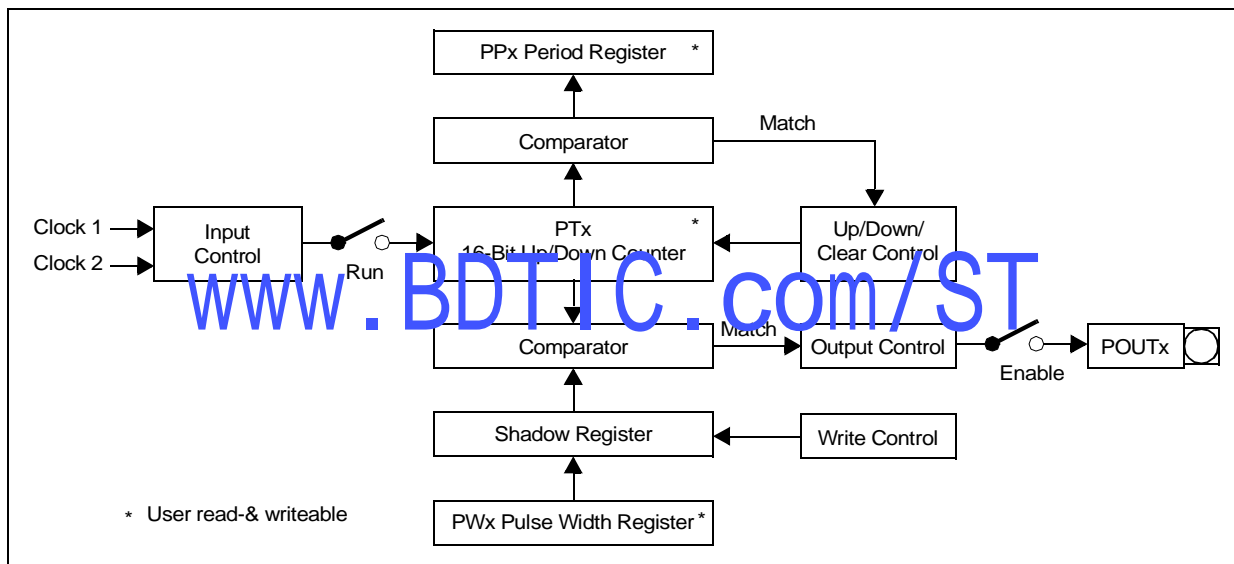 PPx Period Register *
Comparator
Match
Clock 1
Clock 2
Input
Control
Run
PTx *
16-Bit Up/Down Counter
Up/Down/
Clear Control
www.BDTIC.com/ST
Comparator
Match
Output Control
Enable
POUTx
Shadow Register
Write Control
* User read-& writeable
PWx Pulse Width Register *